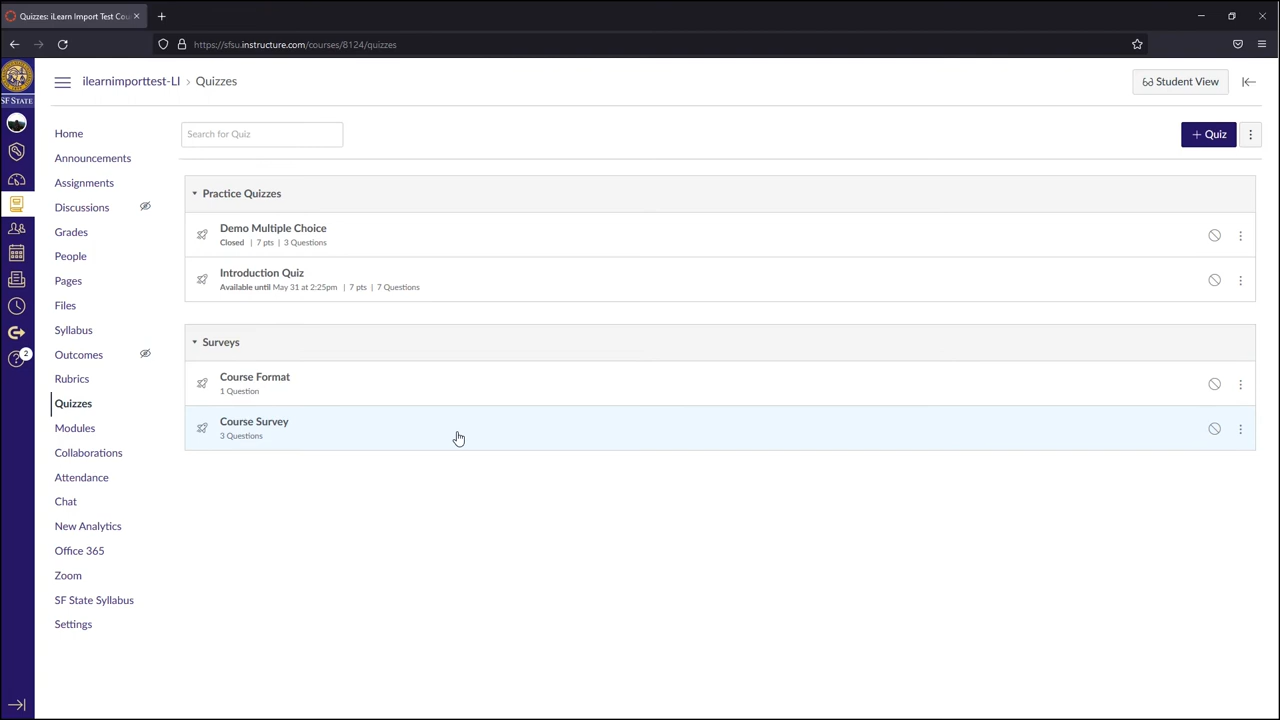 Quizzes: iLearn Import Test Cou
https://sfsu.instructure.com/courses/8124/quizzes
SF STATE
ilearnimporttest-LI › Quizzes
Student View
Home
Announcements
Assignments
Discussions
Grades
People
Pages
Files
Syllabus
Outcomes
Rubrics
Quizzes
Modules
Collaborations
Attendance
Chat
New Analytics
Office 365
Zoom
SF State Syllabus
Settings
2
Search for Quiz
+ Quiz
Practice Quizzes
Demo Multiple Choice
Closed | 7 pts | 3 Questions
Introduction Quiz
Available until May 31 at 2:25pm | 7 pts | 7 Questions
Surveys
Course Format
1 Question
Course Survey
3 Questions